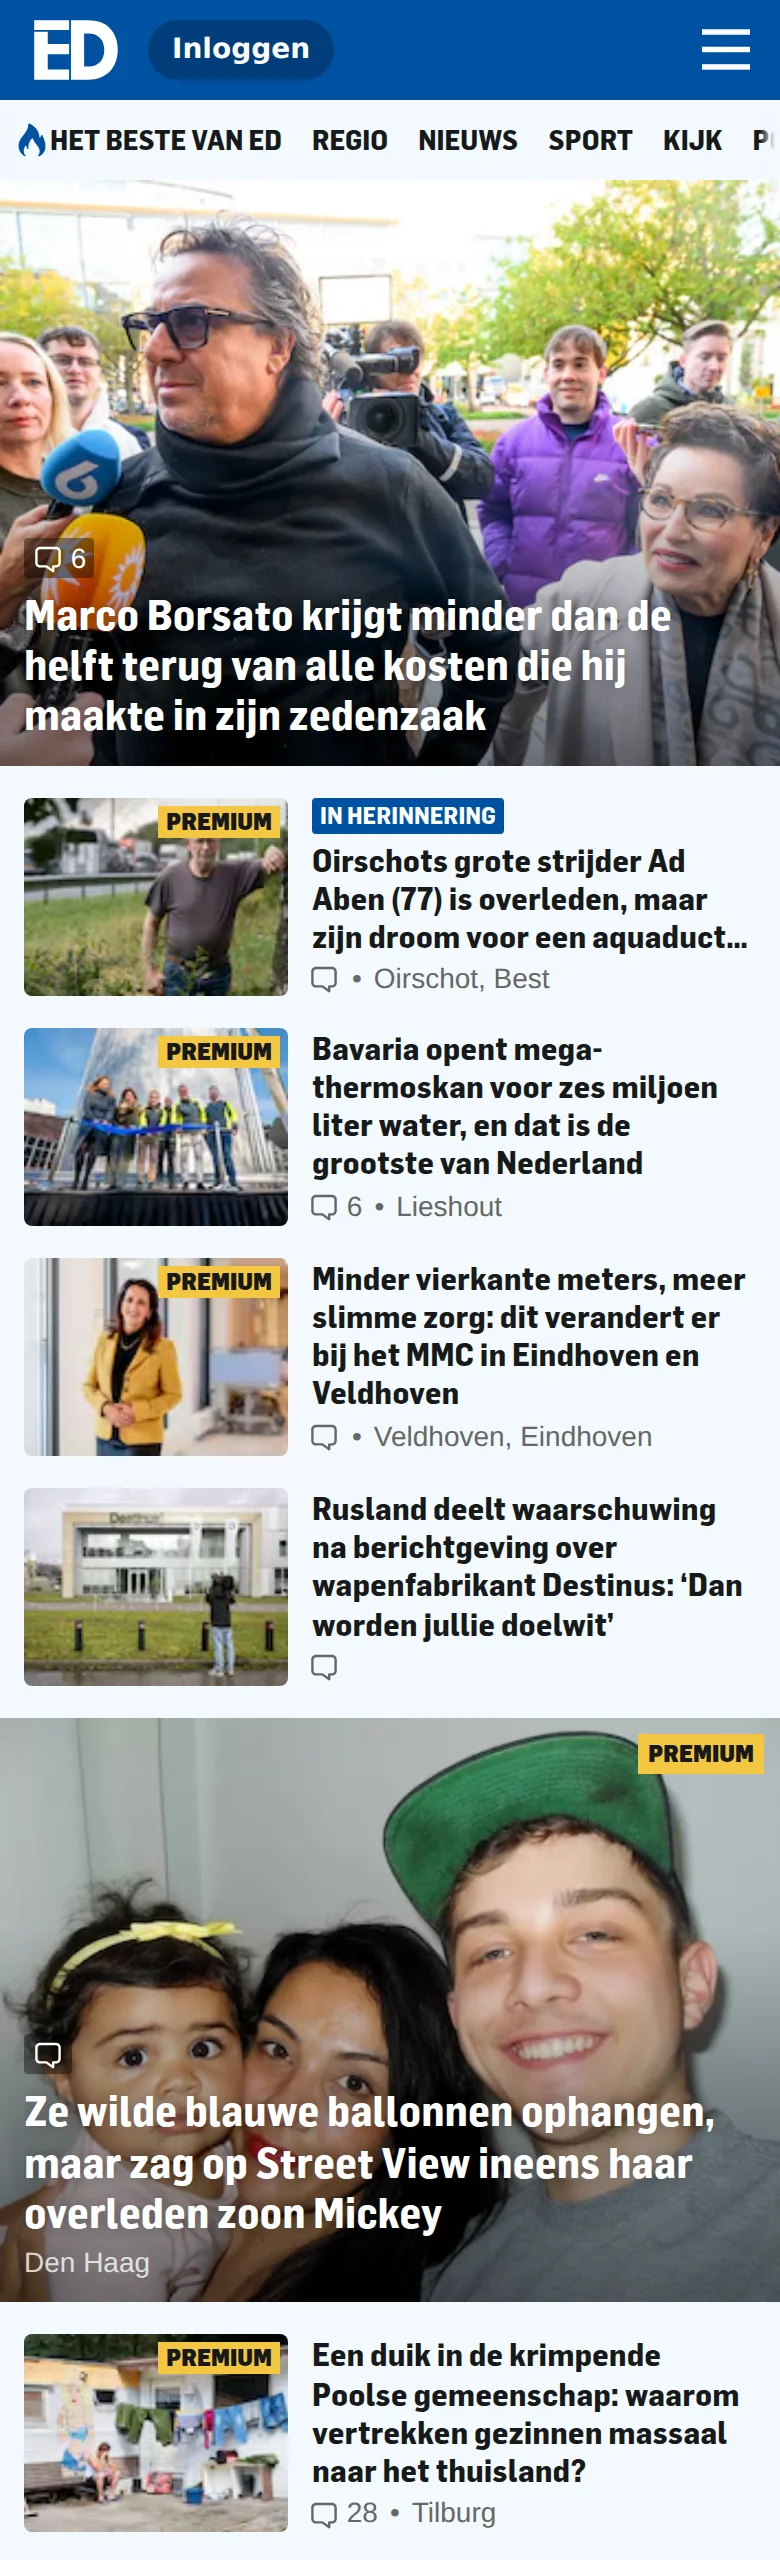 ED Inloggen
HET BESTE VAN ED REGIO NIEUWS SPORT KIJK
6
6
Marco Borsato krijgt minder dan de
helft terug van alle kosten die hij
maakte in zijn zedenzaak
PREMIUM
IN HERINNERING
Oirschots grote strijder Ad
Aben (77) is overleden, maar
zijn droom voor een aquaduct...
• Oirschot, Best
PREMIUM
Bavaria opent mega-
thermoskan voor zes miljoen
liter water, en dat is de
grootste van Nederland
6 • Lieshout
PREMIUM
Minder vierkante meters, meer
slimme zorg: dit verandert er
bij het MMC in Eindhoven en
Veldhoven
• Veldhoven, Eindhoven
Destinus
Rusland deelt waarschuwing
na berichtgeving over
wapenfabrikant Destinus: ‘Dan
worden jullie doelwit’
PREMIUM
Ze wilde blauwe ballonnen ophangen,
maar zag op Street View ineens haar
overleden zoon Mickey
Den Haag
PREMIUM
Een duik in de krimpende
Poolse gemeenschap: waarom
vertrekken gezinnen massaal
naar het thuisland?
28 • Tilburg